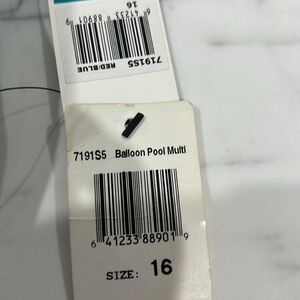 16
6 41233 88901 9
RED/BLUE
7191S5
7191S5 Balloon Pool Multi
6 41233 88901 9
SIZE: 16